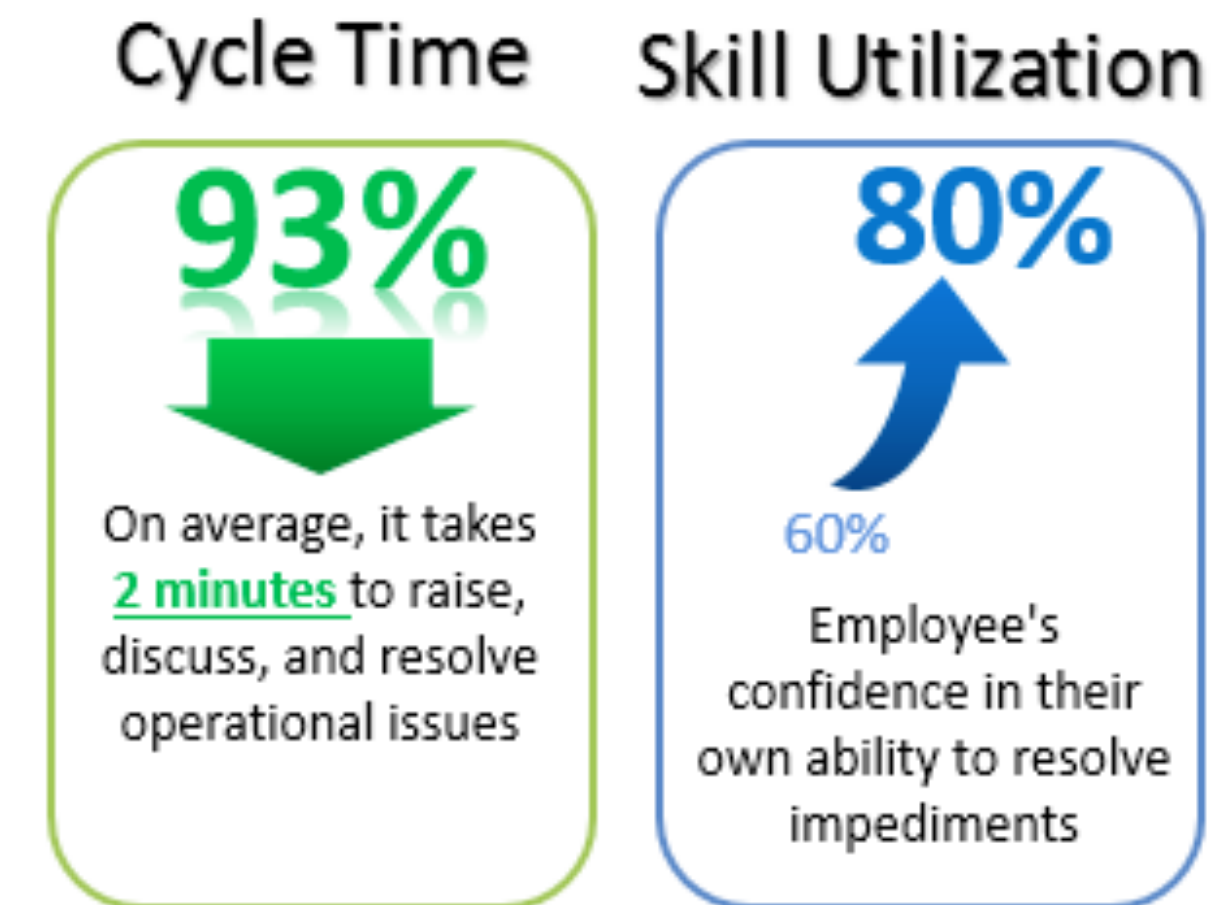 Cycle Time
93%
On average, it takes
2 minutes to raise,
discuss, and resolve
operational issues
Skill Utilization
80%
60%
Employee's
confidence in their
own ability to resolve
impediments